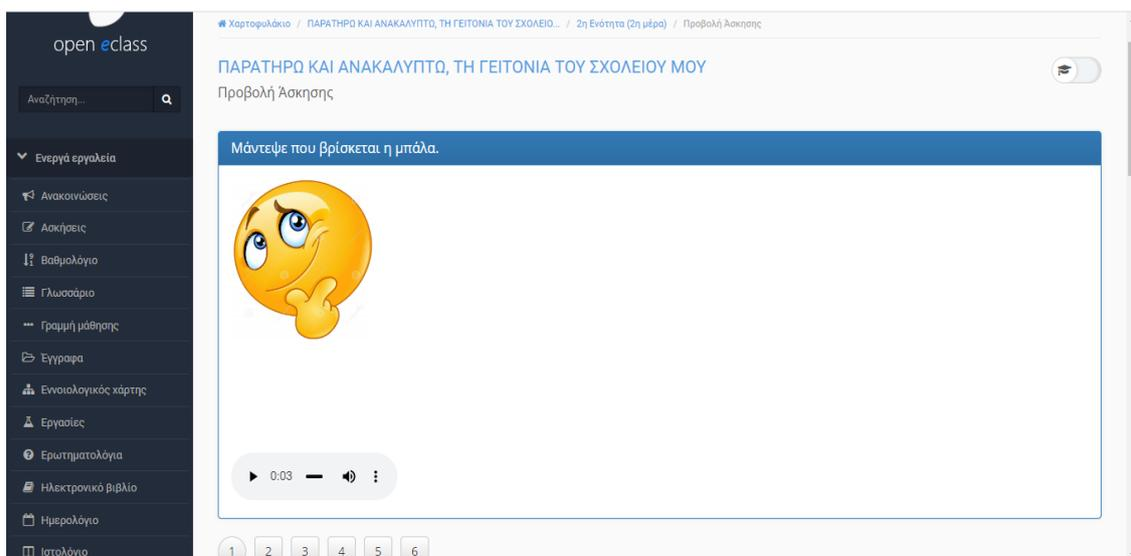 open eclass
Αναζήτηση...
Ενεργά εργαλεία
Ανακοινώσεις
Ασκήσεις
Βαθμολόγιο
Γλωσσάριο
Γραμμή μάθησης
Έγγραφα
Εννοιολογικός χάρτης
Εργασίες
Ερωτηματολόγια
Ηλεκτρονικό βιβλίο
Ημερολόγιο
Ιστολόγιο
Χαρτοφυλάκιο / ΠΑΡΑΤΗΡΩ ΚΑΙ ΑΝΑΚΑΛΥΠΤΩ, ΤΗ ΓΕΙΤΟΝΙΑ ΤΟΥ ΣΧΟΛΕΙΟ... / 2η Ενότητα (2η μέρα) / Προβολή Άσκησης
ΠΑΡΑΤΗΡΩ ΚΑΙ ΑΝΑΚΑΛΥΠΤΩ, ΤΗ ΓΕΙΤΟΝΙΑ ΤΟΥ ΣΧΟΛΕΙΟΥ ΜΟΥ
Προβολή Άσκησης
Μάντεψε που βρίσκεται η μπάλα.
0:03
1 2 3 4 5 6